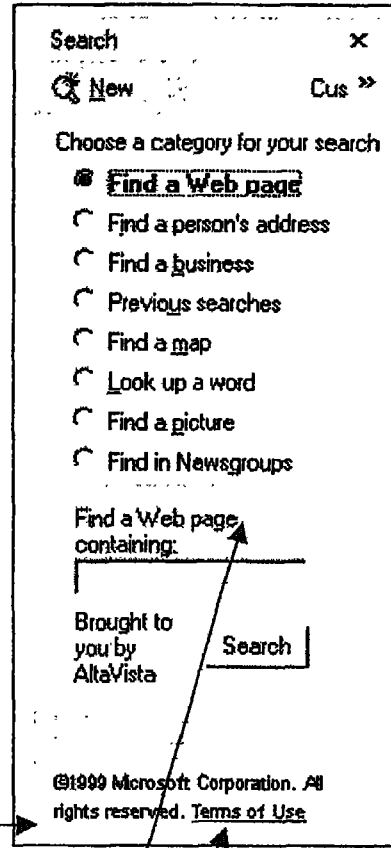 Search ×
New Cus »
Choose a category for your search
Find a Web page
Find a person's address
Find a business
Previous searches
Find a map
Look up a word
Find a picture
Find in Newsgroups
Find a Web page
containing:
Brought to
you by
AltaVista
Search
©1999 Microsoft Corporation. All
rights reserved. Terms of Use